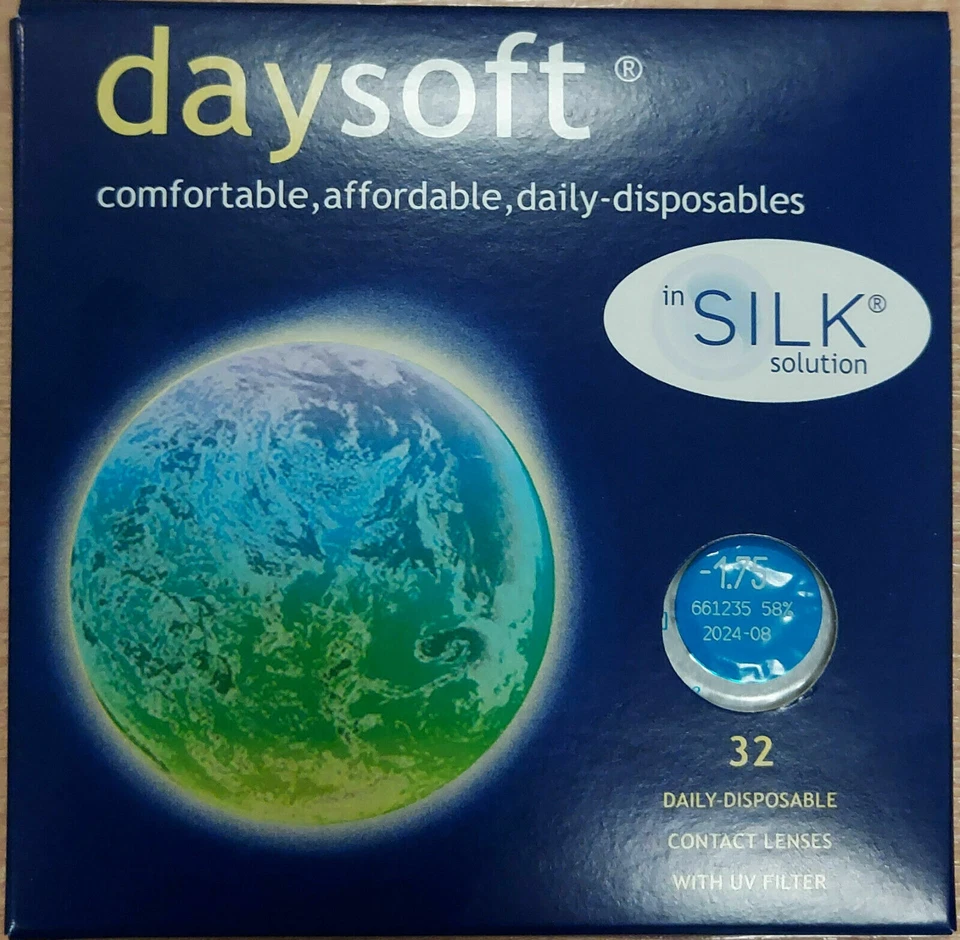 daysoft®
comfortable,affordable,daily-disposables
in SILK®
solution
-1.75
661235 58%
2024-08
32
DAILY-DISPOSABLE
CONTACT LENSES
WITH UV FILTER